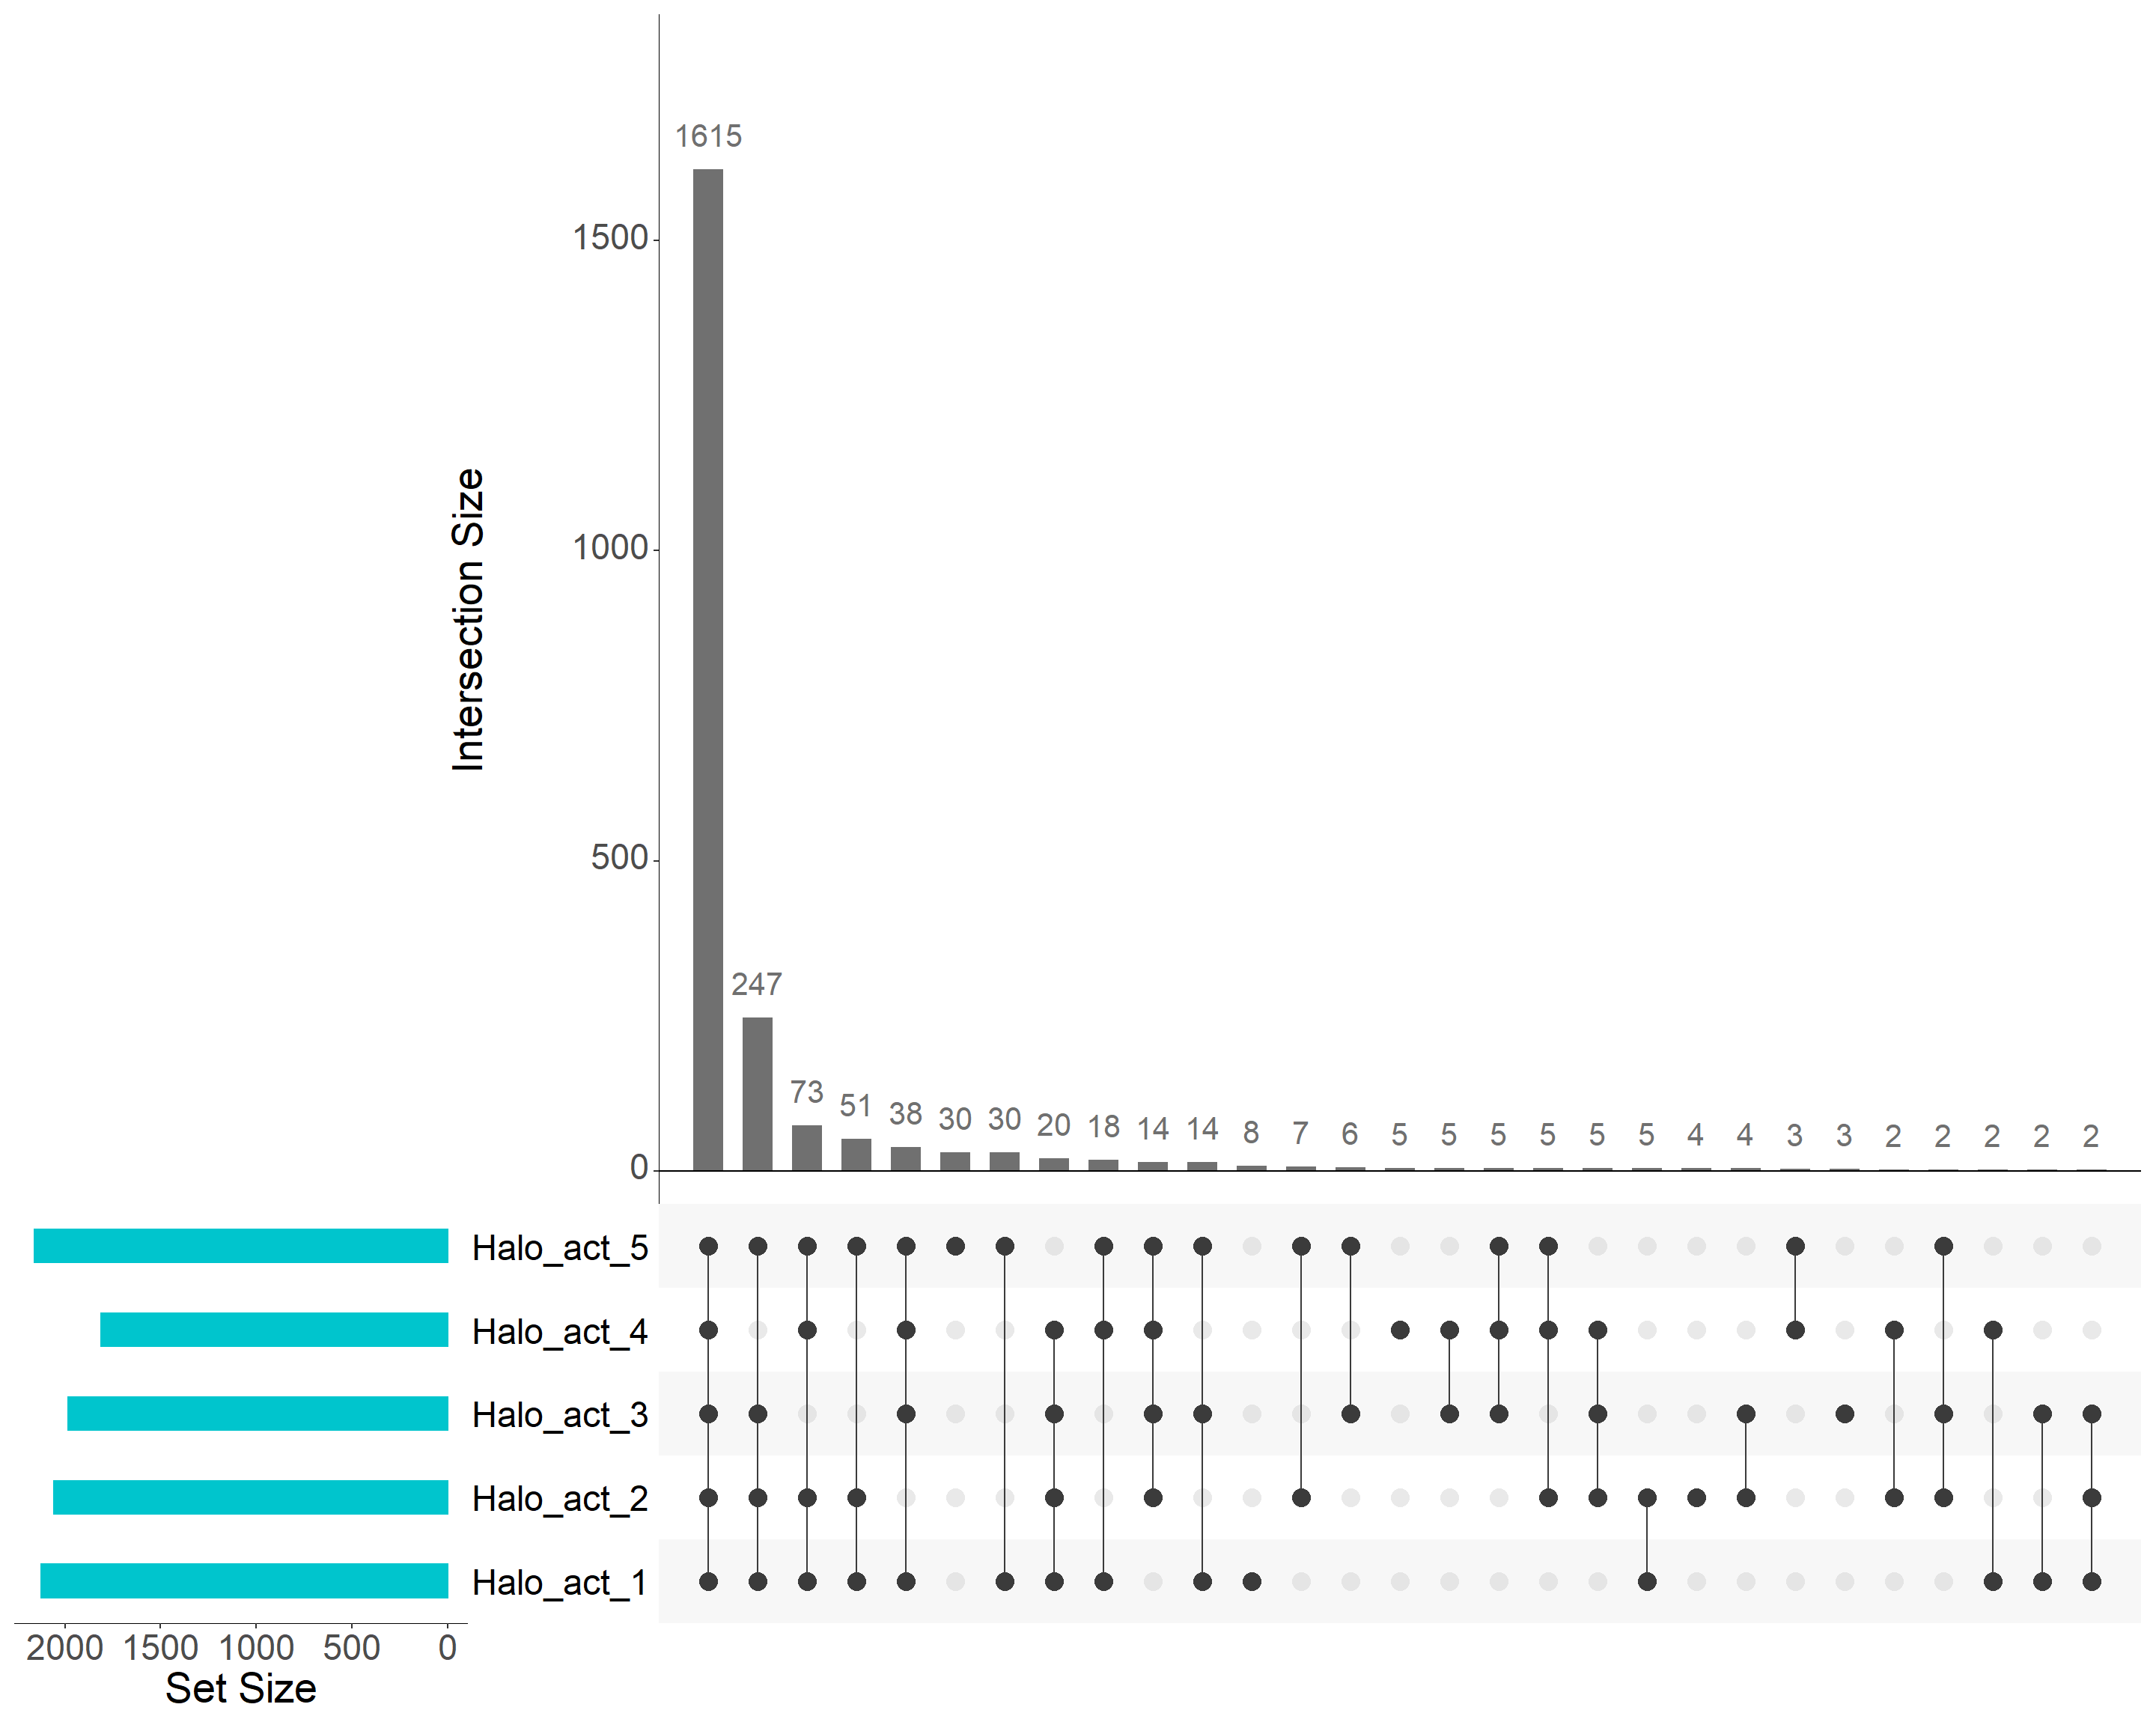 1615
1500
Intersection Size
1000
500
247
73 51 38 30 30 20 18 14 14 8 7 6 5 5 5 5 5 5 4 4 3 3 2 2 2 2 2
0
Halo_act_5
Halo_act_4
Halo_act_3
Halo_act_2
Halo_act_1
2000 1500 1000 500 0
Set Size